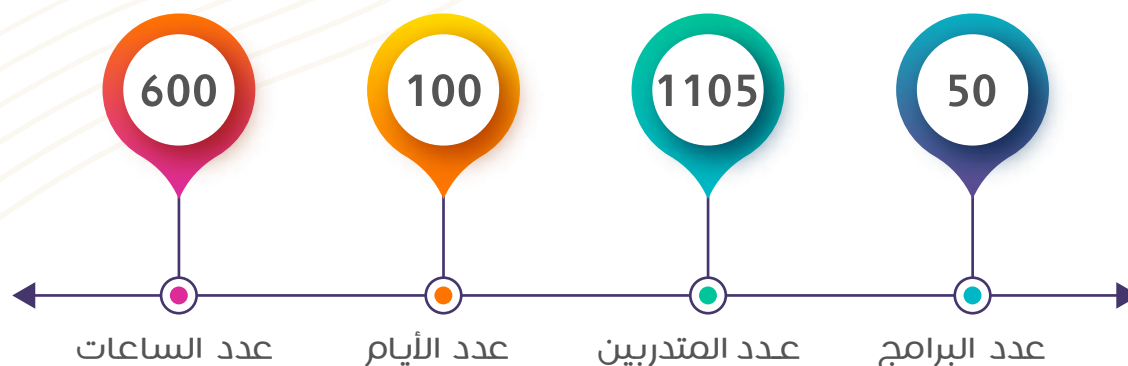 50
1105
100
600
عدد البرامج
عدد المتدربين
عدد الأيام
عدد الساعات